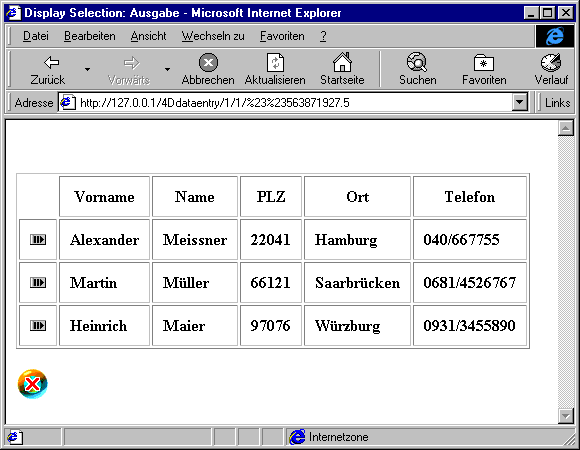 Display Selection: Ausgabe - Microsoft Internet Explorer
Datei Bearbeiten Ansicht Wechseln zu Favoriten ?
Zurück Vorwärts Abbrechen Aktualisieren Startseite Suchen Favoriten Verlauf
Adresse http://127.0.0.1/4Ddataentry/1/1/%23%23563871927.5 Links
Vorname Name PLZ Ort Telefon
Alexander Meissner 22041 Hamburg 040/667755
Martin Müller 66121 Saarbrücken 0681/4526767
Heinrich Maier 97076 Würzburg 0931/3455890
Internetzone